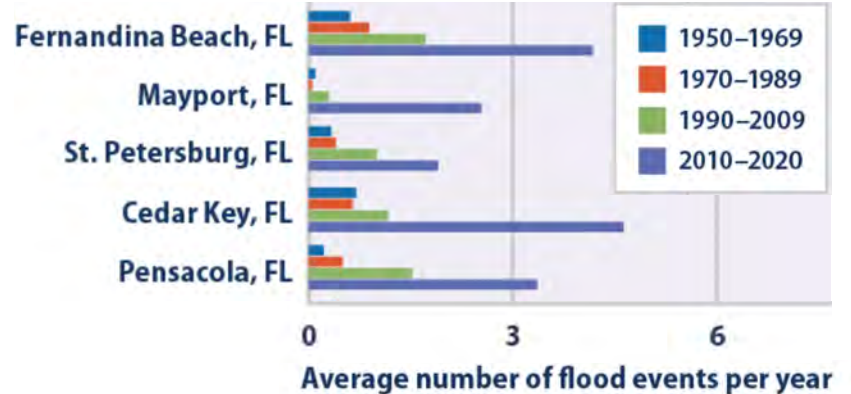 Fernandina Beach, FL
Mayport, FL
St. Petersburg, FL
Cedar Key, FL
Pensacola, FL
1950–1969
1970–1989
1990–2009
2010–2020
0 3 6
Average number of flood events per year